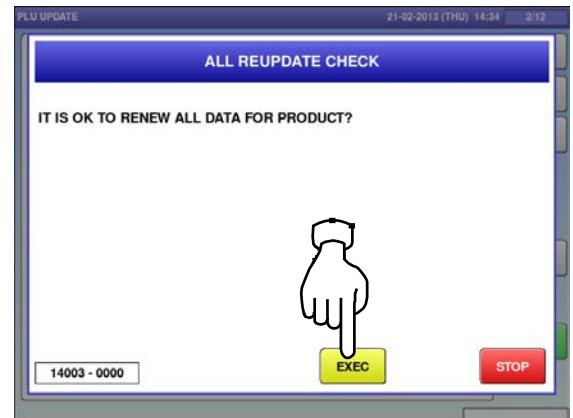 PLU UPDATE 21-02-2013 (THU) 14:34 2/12
ALL REUPDATE CHECK
IT IS OK TO RENEW ALL DATA FOR PRODUCT?
14003 - 0000 EXEC STOP